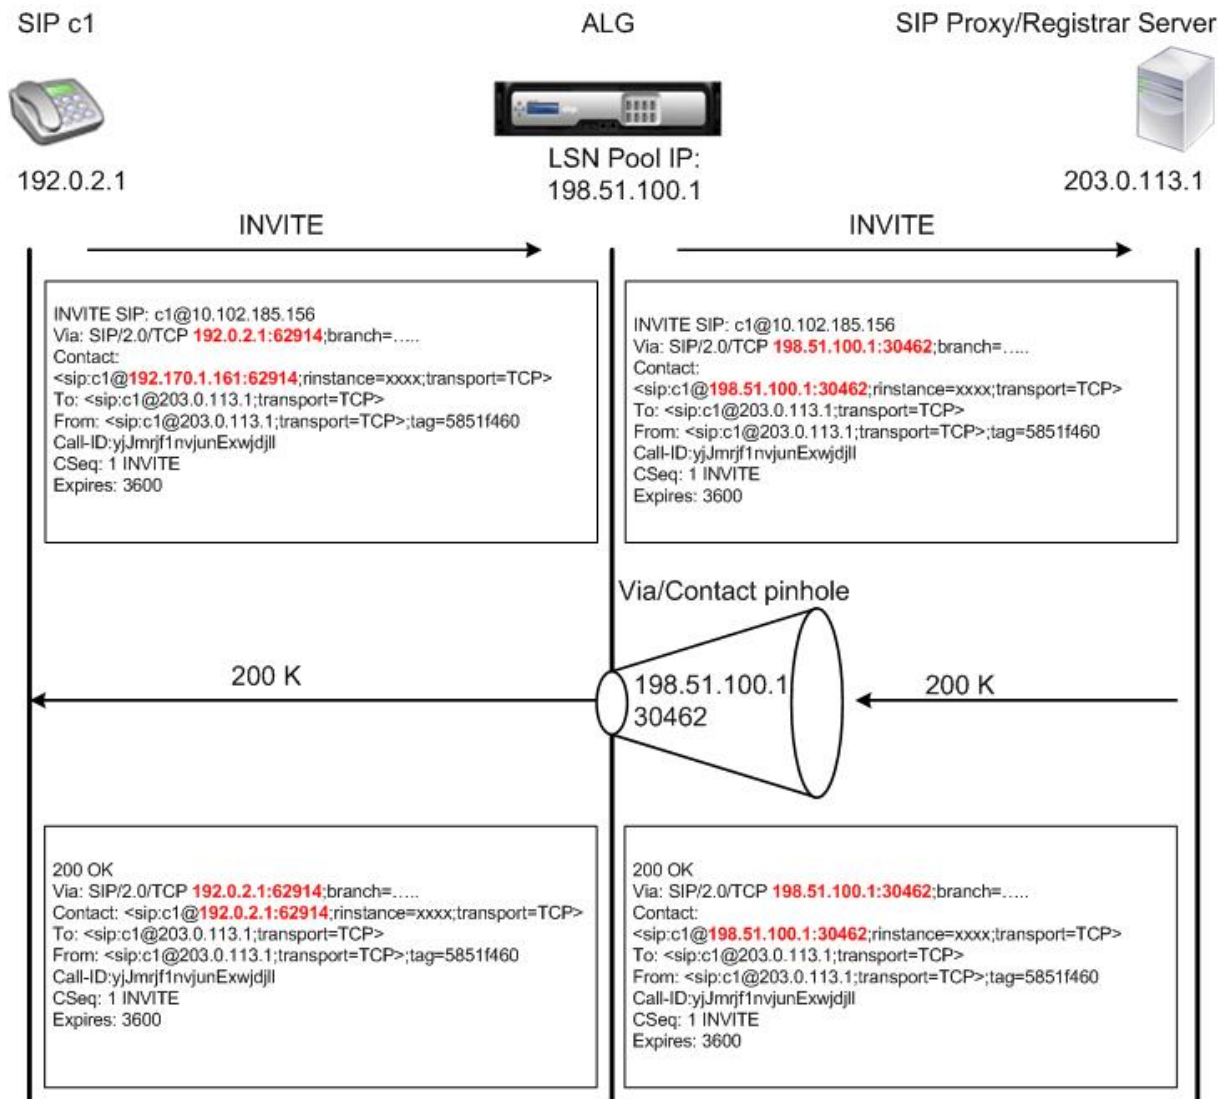 SIP c1
ALG
SIP Proxy/Registrar Server
LSN Pool IP:
198.51.100.1
192.0.2.1
203.0.113.1
INVITE
INVITE
INVITE SIP: c1@10.102.185.156
Via: SIP/2.0/TCP 192.0.2.1:62914;branch=.....
Contact:
<sip:c1@192.170.1.161:62914;rinstance=xxxx;transport=TCP>
To: <sip:c1@203.0.113.1;transport=TCP>
From: <sip:c1@203.0.113.1;transport=TCP>;tag=5851f460
Call-ID:yjJmrjf1nvjunExwjdjll
CSeq: 1 INVITE
Expires: 3600
INVITE SIP: c1@10.102.185.156
Via: SIP/2.0/TCP 198.51.100.1:30462;branch=.....
Contact:
<sip:c1@198.51.100.1:30462;rinstance=xxxx;transport=TCP>
To: <sip:c1@203.0.113.1;transport=TCP>
From: <sip:c1@203.0.113.1;transport=TCP>;tag=5851f460
Call-ID:yjJmrjf1nvjunExwjdjll
CSeq: 1 INVITE
Expires: 3600
Via/Contact pinhole
200 K
198.51.100.1
30462
200 K
200 OK
Via: SIP/2.0/TCP 192.0.2.1:62914;branch=.....
Contact: <sip:c1@192.0.2.1:62914;rinstance=xxxx;transport=TCP>
To: <sip:c1@203.0.113.1;transport=TCP>
From: <sip:c1@203.0.113.1;transport=TCP>;tag=5851f460
Call-ID:yjJmrjf1nvjunExwjdjll
CSeq: 1 INVITE
Expires: 3600
200 OK
Via: SIP/2.0/TCP 198.51.100.1:30462;branch=.....
Contact:
<sip:c1@198.51.100.1:30462;rinstance=xxxx;transport=TCP>
To: <sip:c1@203.0.113.1;transport=TCP>
From: <sip:c1@203.0.113.1;transport=TCP>;tag=5851f460
Call-ID:yjJmrjf1nvjunExwjdjll
CSeq: 1 INVITE
Expires: 3600